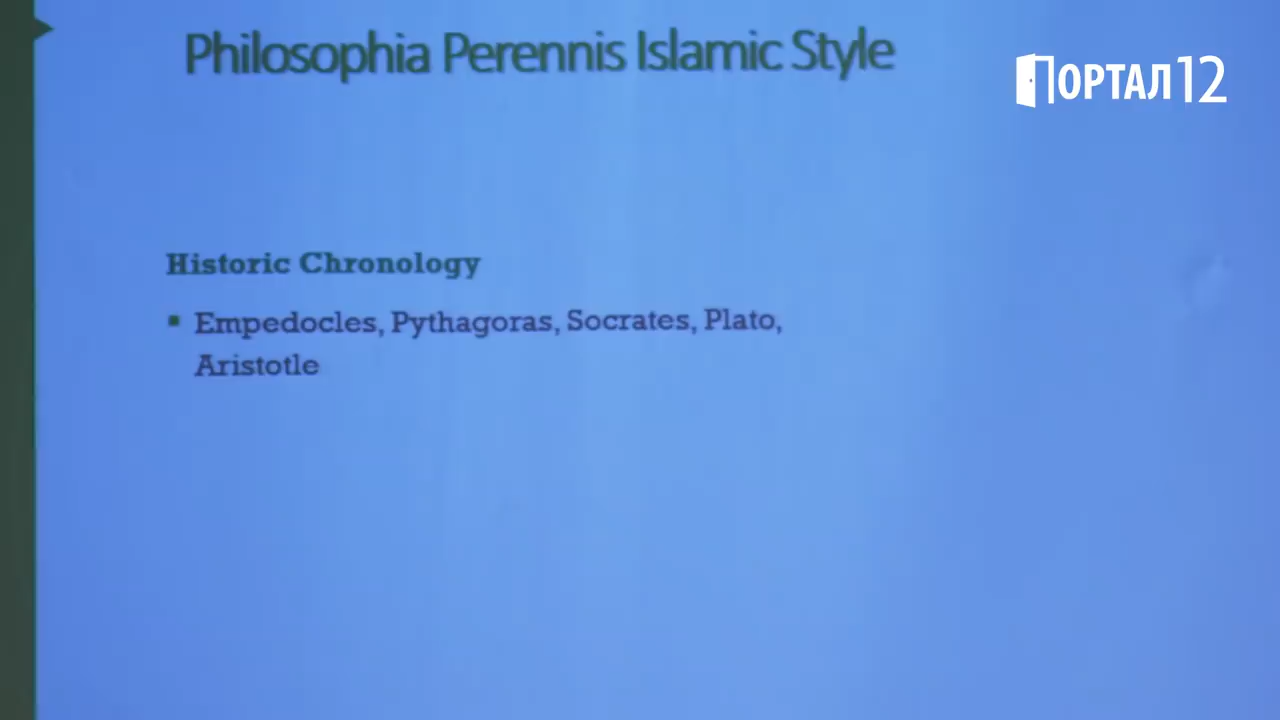 Philosophia Perennis Islamic Style
ПОРТАЛ12
Historic Chronology
▪ Empedocles, Pythagoras, Socrates, Plato,
Aristotle